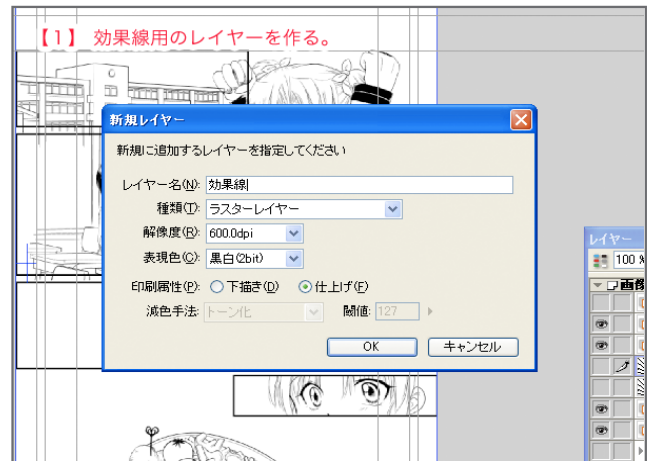 【1】 効果線用のレイヤーを作る。
新規レイヤー
新規に追加するレイヤーを指定してください
レイヤー名(N): 効果線
種類(T): ラスターレイヤー
解像度(R): 600.0dpi
表現色(C): 黒白(2bit)
印刷属性(P): 下描き(D) 仕上げ(F)
減色手法: トーン化 閾値: 127
OK キャンセル
レイヤー
100 %
画像